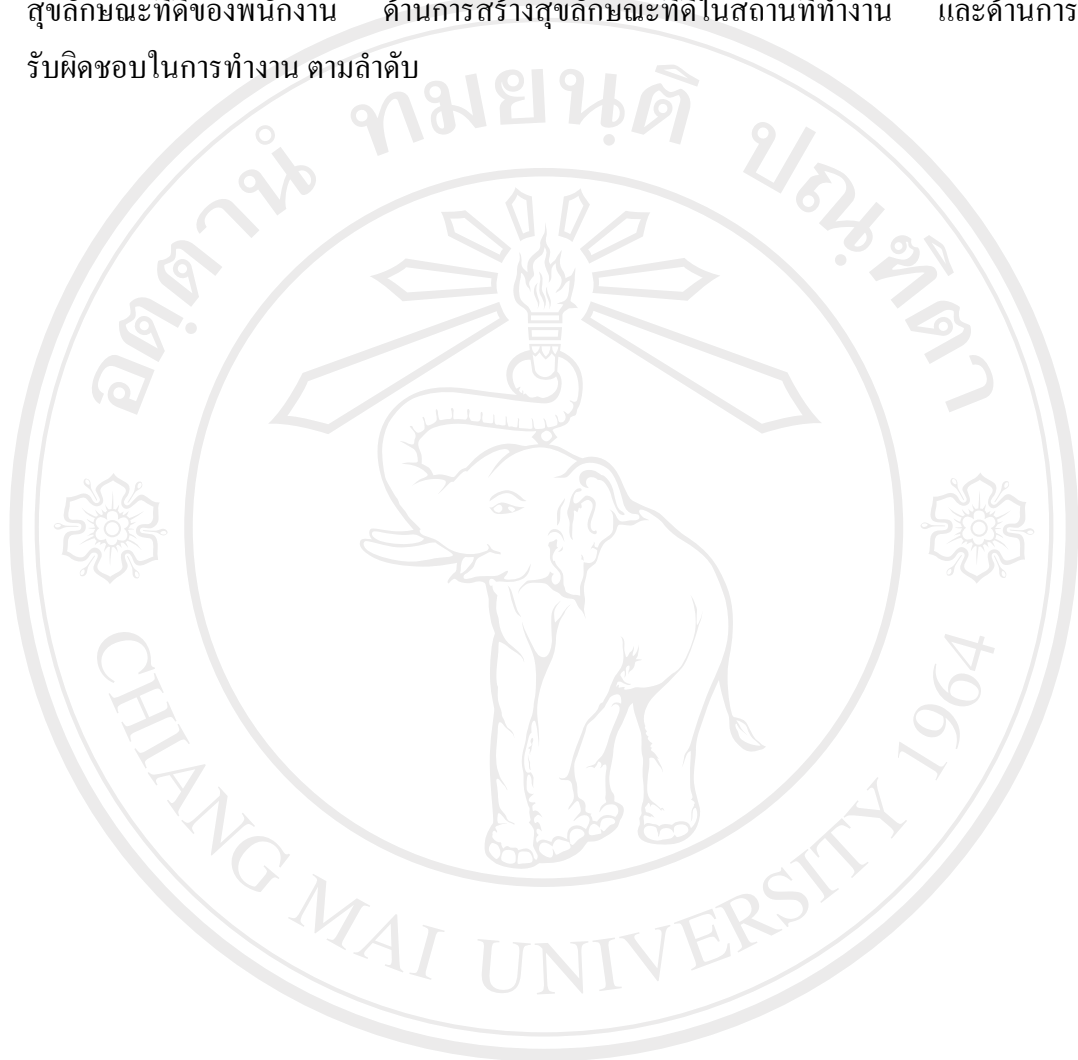 สุขลักษณะที่ดีของพนักงาน ด้านการสร้างสุขลักษณะที่ดีในสถานที่ทำงาน และด้านการ
รับผิดชอบในการทำงาน ตามลำดับ
อตฺตานํ ทมยนฺติ ปณฺฑิตา
CHIANG MAI UNIVERSITY 1964